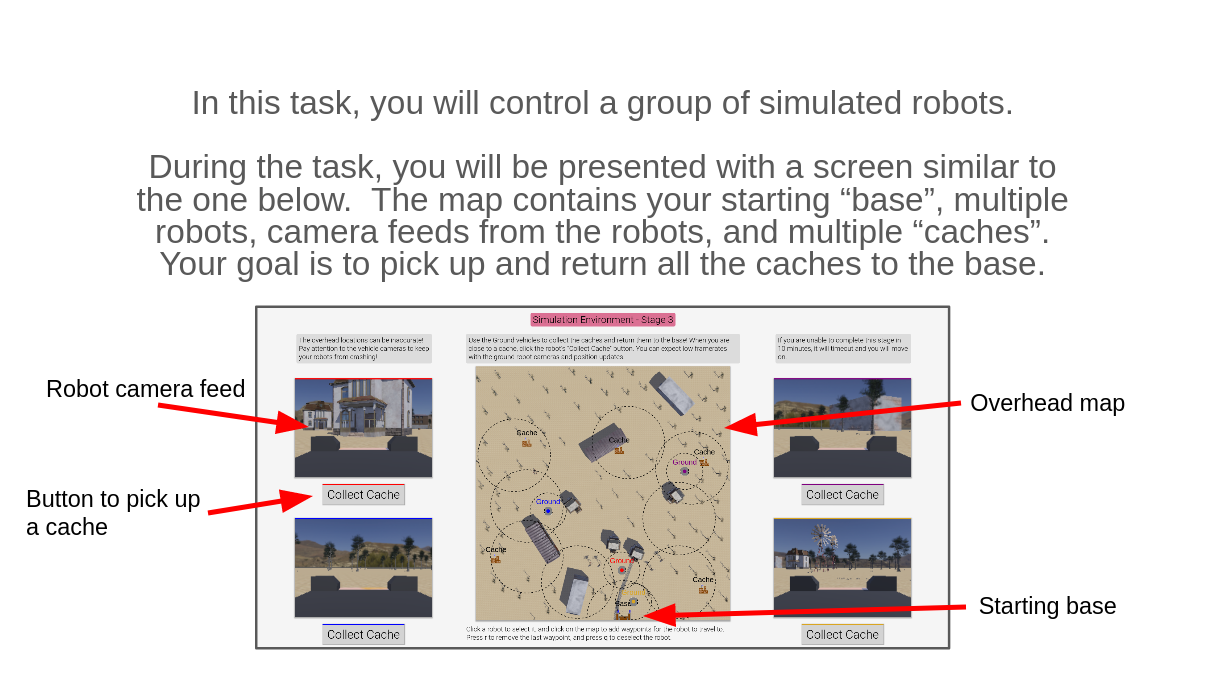 In this task, you will control a group of simulated robots.
During the task, you will be presented with a screen similar to
the one below.  The map contains your starting “base”, multiple
robots, camera feeds from the robots, and multiple “caches”.
Your goal is to pick up and return all the caches to the base.
Simulation Environment - Stage 3
The overhead locations can be inaccurate!
Pay attention to the vehicle cameras to keep
your robots from crashing!
Use the Ground vehicles to collect the caches and return them to the base! When you are
close to a cache, click the robot's "Collect Cache" button. You can expect low framerates
with the ground robot cameras and position updates
If you are unable to complete this stage in
10 minutes, it will timeout and you will move
on
Robot camera feed
Overhead map
Cache
Cache
Cache
Ground
Button to pick up
a cache
Collect Cache
Collect Cache
Ground
Cache
Ground
Cache
Base
Starting base
Click a robot to select it, and click on the map to add waypoints for the robot to travel to.
Press r to remove the last waypoint, and press q to deselect the robot.
Collect Cache
Collect Cache